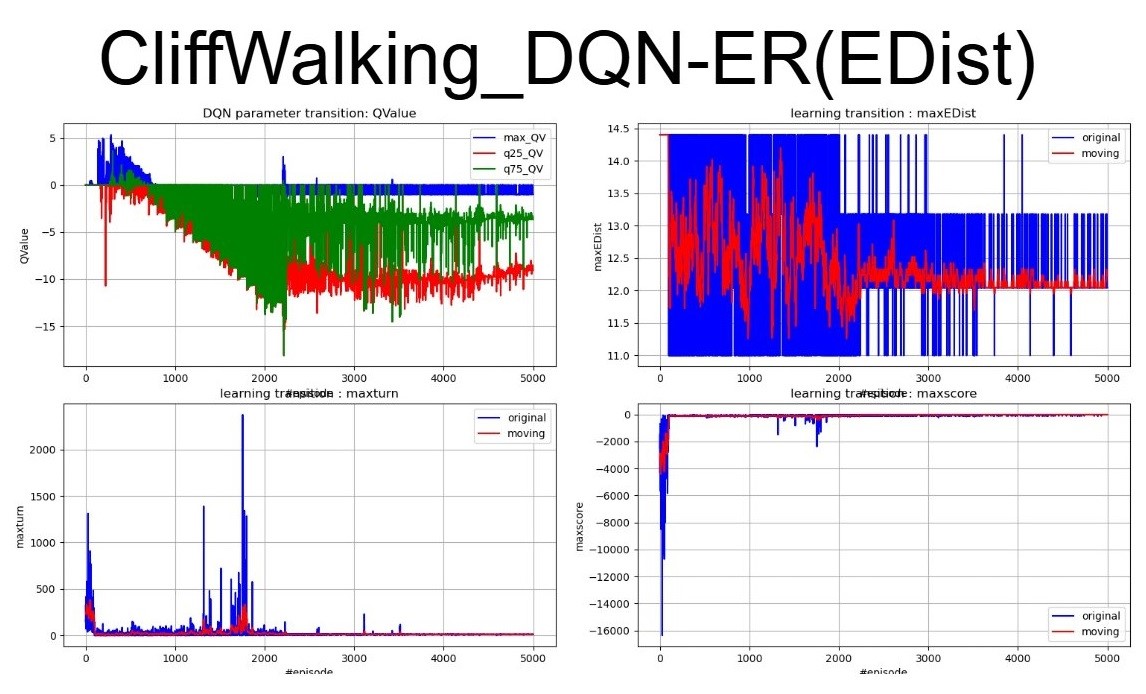 CliffWalking_DQN-ER(EDist)
DQN parameter transition: QValue
QValue
5
0
−5
−10
−15
0 1000 2000 3000 4000 5000
#episode
max_QV
q25_QV
q75_QV
learning transition : maxEDist
maxEDist
14.5
14.0
13.5
13.0
12.5
12.0
11.5
11.0
0 1000 2000 3000 4000 5000
#episode
original
moving
learning transition : maxturn
maxturn
2000
1500
1000
500
0
0 1000 2000 3000 4000 5000
#episode
original
moving
learning transition : maxscore
maxscore
0
−2000
−4000
−6000
−8000
−10000
−12000
−14000
−16000
0 1000 2000 3000 4000 5000
#episode
original
moving